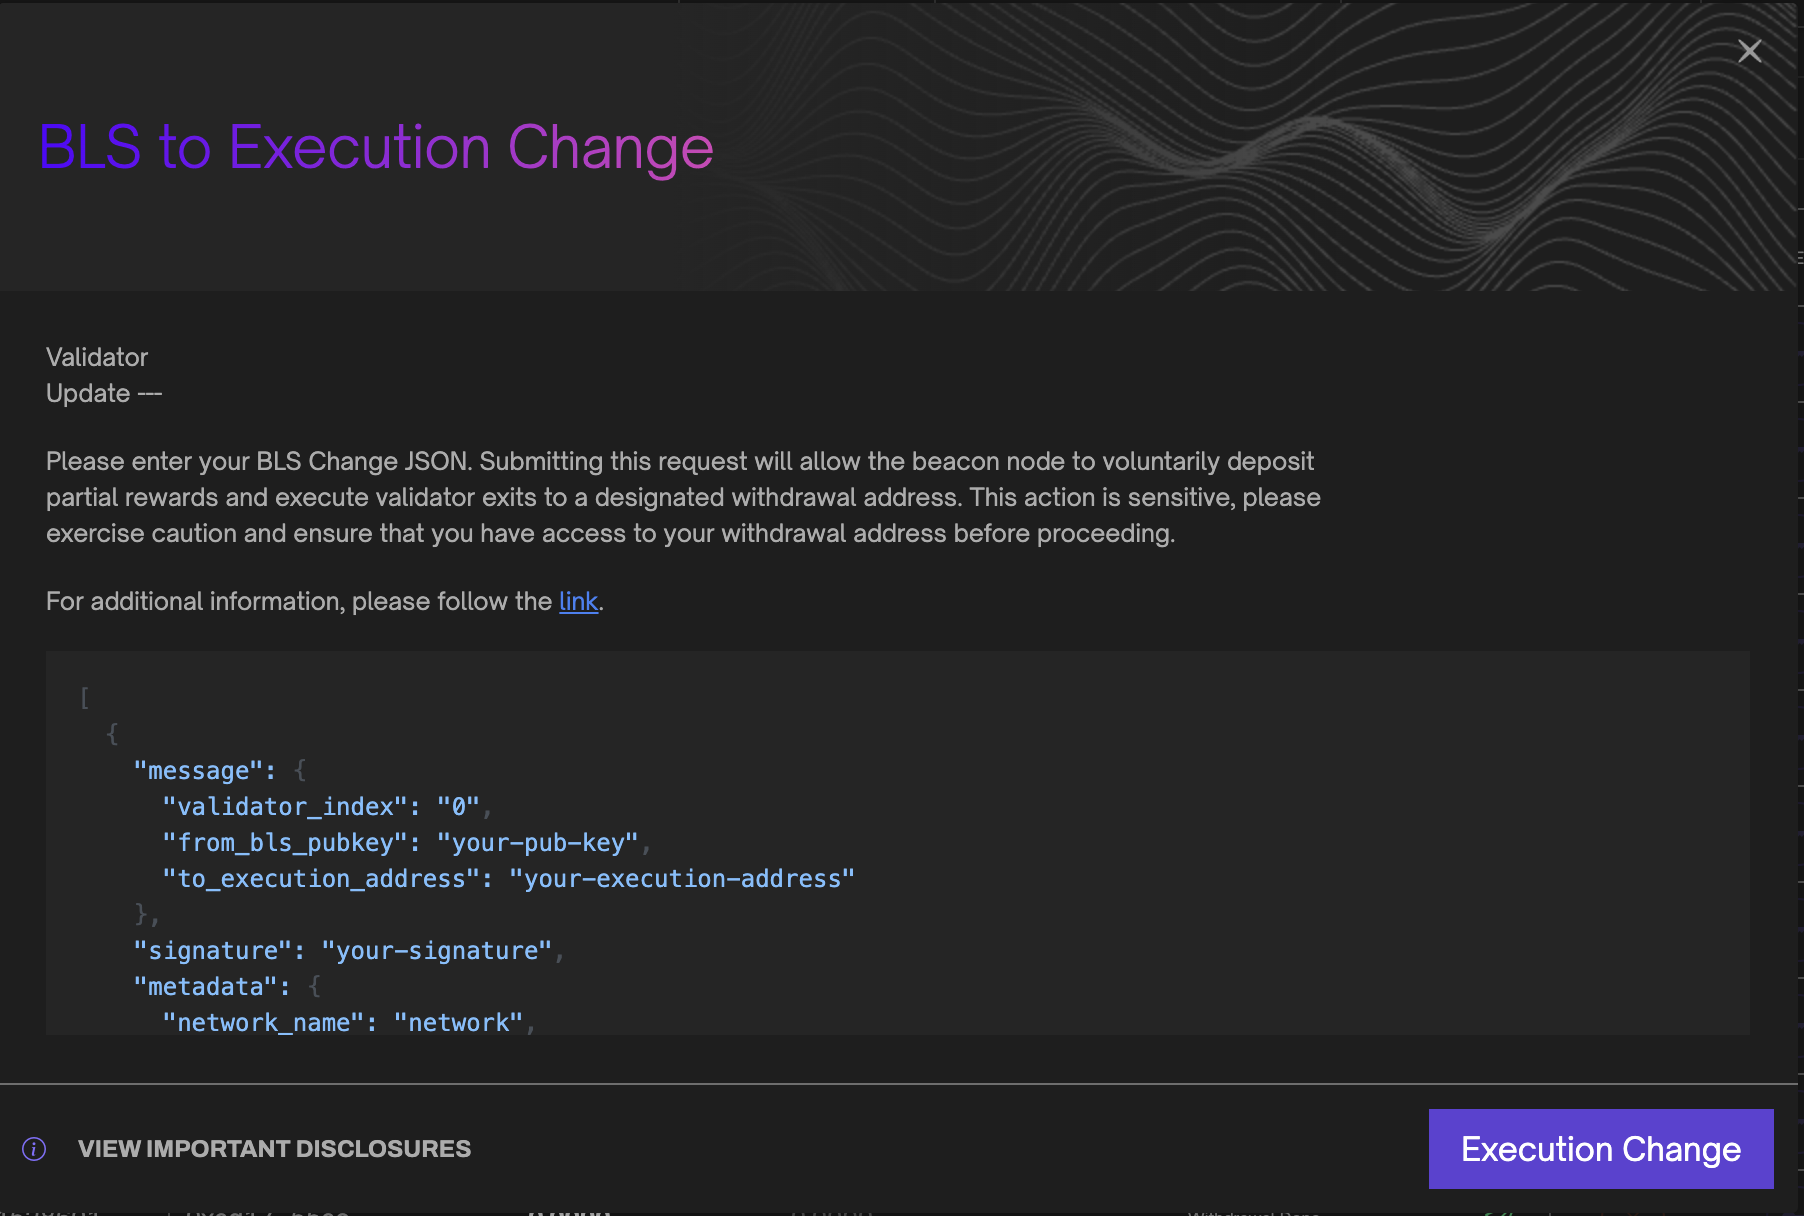 BLS to Execution Change
Validator
Update ---
Please enter your BLS Change JSON. Submitting this request will allow the beacon node to voluntarily deposit
partial rewards and execute validator exits to a designated withdrawal address. This action is sensitive, please
exercise caution and ensure that you have access to your withdrawal address before proceeding.
For additional information, please follow the link.
[
{
"message": {
"validator_index": "0",
"from_bls_pubkey": "your-pub-key",
"to_execution_address": "your-execution-address"
},
"signature": "your-signature",
"metadata": {
"network_name": "network",
VIEW IMPORTANT DISCLOSURES
Execution Change